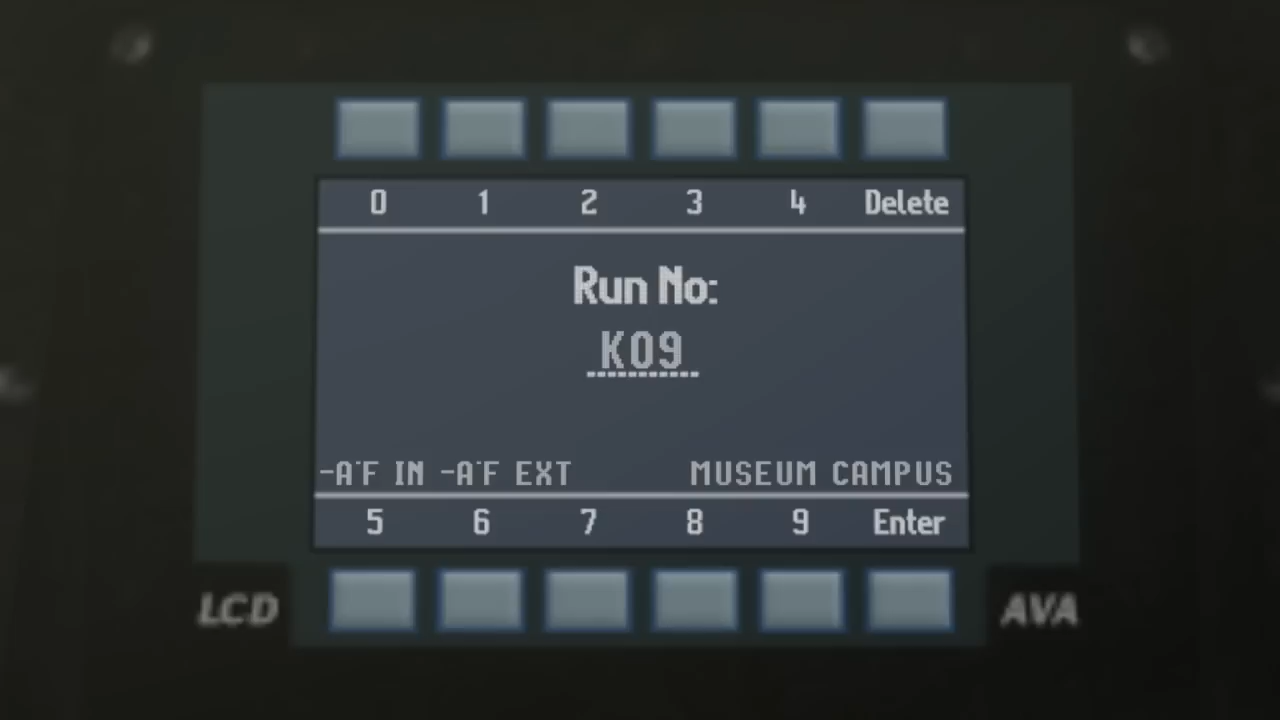 0 1 2 3 4 Delete
Run No:
K09
-A°F IN -A°F EXT MUSEUM CAMPUS
5 6 7 8 9 Enter
LCD AVA